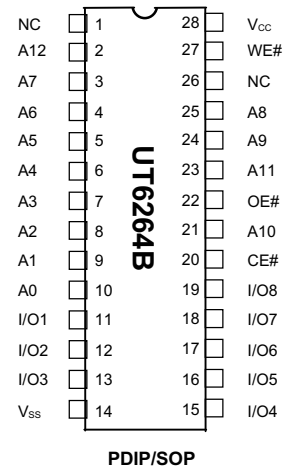 NC 1 28 Vcc
A12 2 27 WE#
A7 3 26 NC
A6 4 25 A8
A5 5 24 A9
A4 6 23 A11
A3 7 22 OE#
A2 8 21 A10
A1 9 20 CE#
A0 10 19 I/O8
I/O1 11 18 I/O7
I/O2 12 17 I/O6
I/O3 13 16 I/O5
Vss 14 15 I/O4
UT6264B
PDIP/SOP